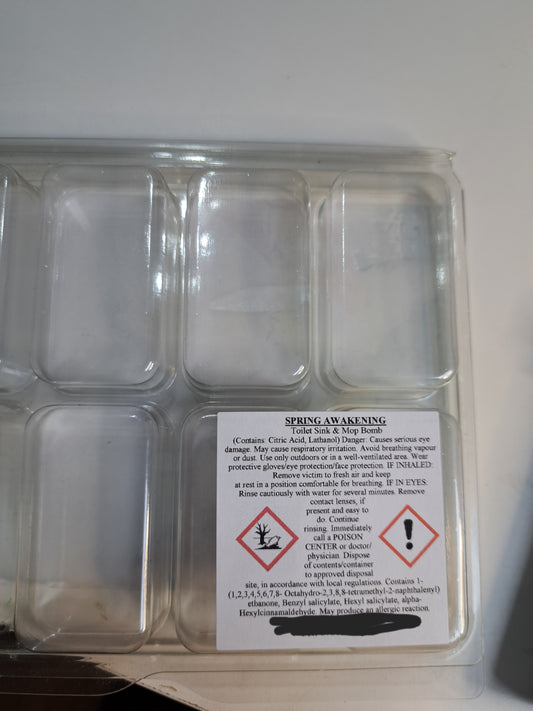 SPRING AWAKENING
Toilet Sink & Mop Bomb
(Contains: Citric Acid, Lathanol) Danger: Causes serious eye
damage. May cause respiratory irritation. Avoid breathing vapour
or dust. Use only outdoors or in a well-ventilated area. Wear
protective gloves/eye protection/face protection. IF INHALED:
Remove victim to fresh air and keep
at rest in a position comfortable for breathing. IF IN EYES:
Rinse cautiously with water for several minutes. Remove
contact lenses, if
present and easy to
do. Continue
rinsing. Immediately
call a POISON
CENTER or doctor/
physician. Dispose
of contents/container
to approved disposal
site, in accordance with local regulations. Contains 1-
(1,2,3,4,5,6,7,8- Octahydro-2,3,8,8-tetramethyl-2-naphthalenyl)
ethanone, Benzyl salicylate, Hexyl salicylate, alpha-
Hexylcinnamaldehyde. May produce an allergic reaction.